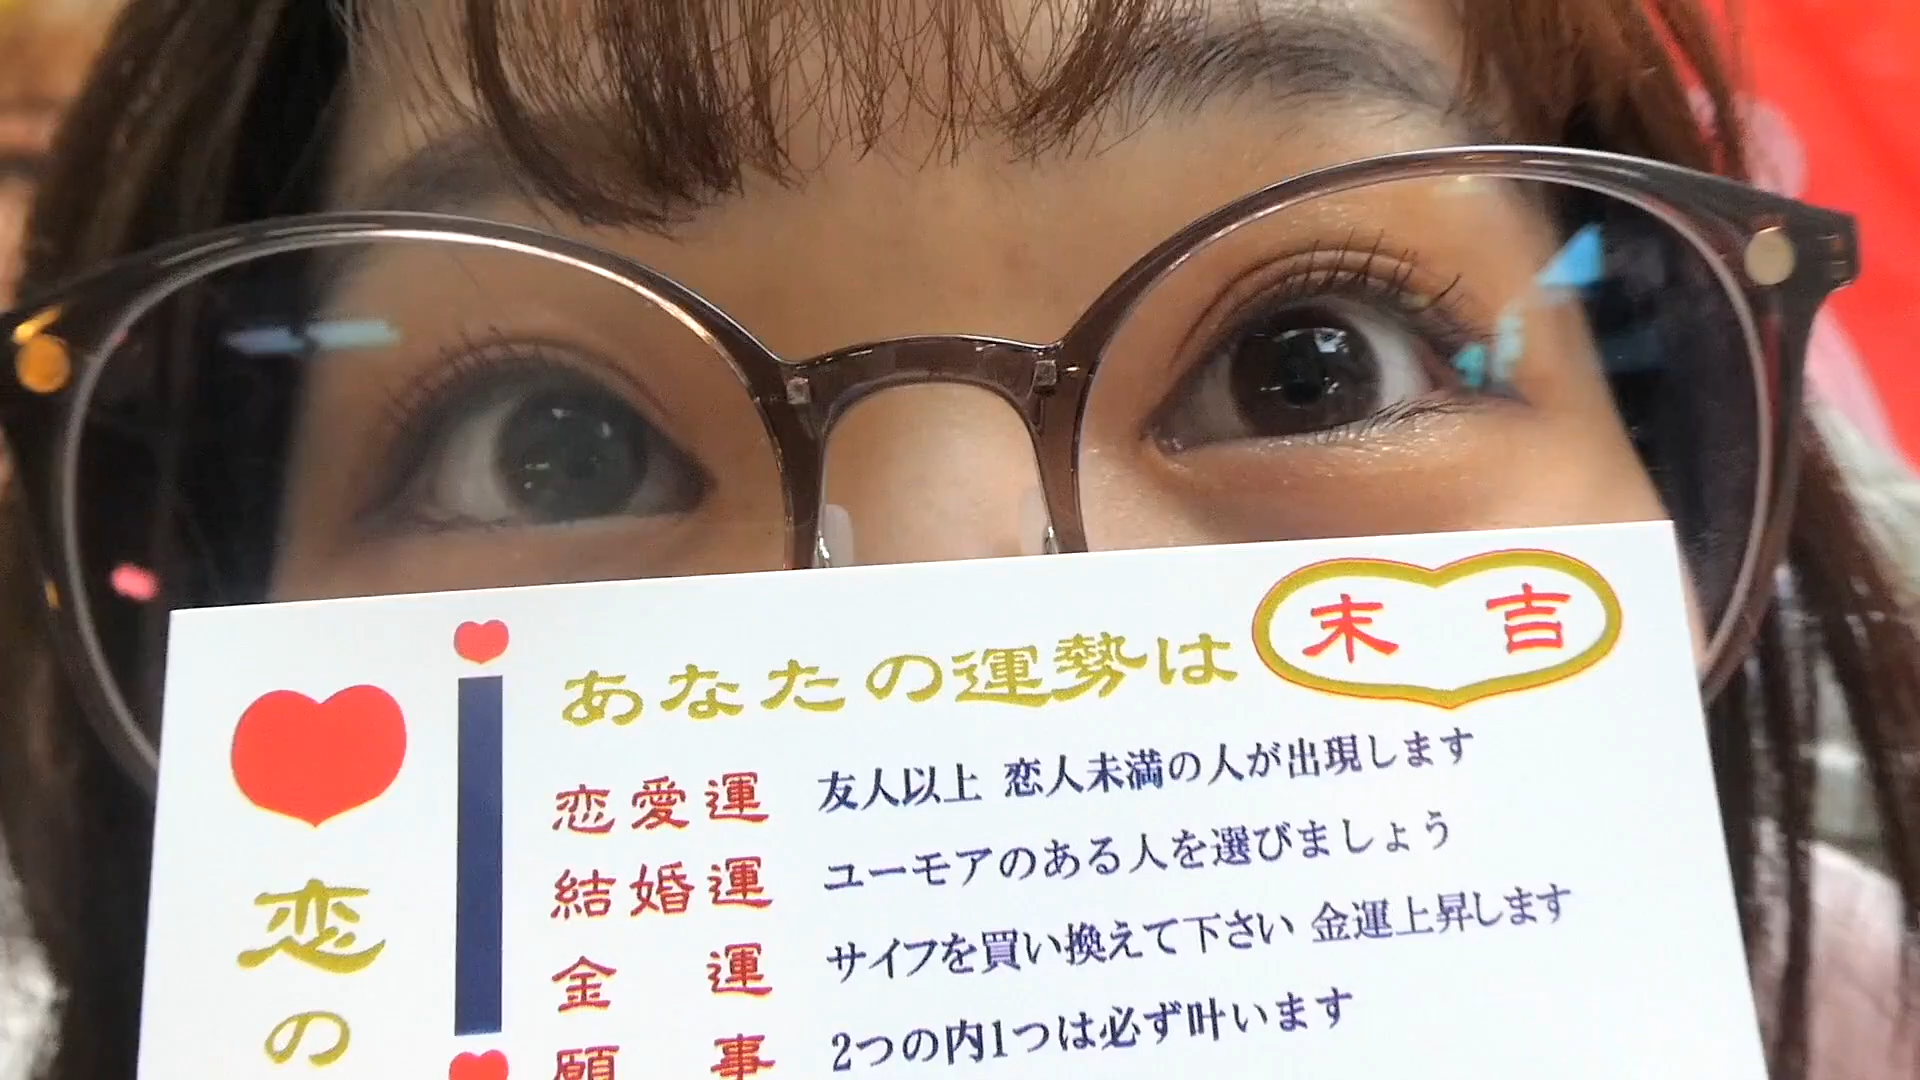 あなたの運勢は 末吉
恋愛運 友人以上 恋人未満の人が出現します
結婚運 ユーモアのある人を選びましょう
金運 サイフを買い換えて下さい 金運上昇します
願事 2つの内1つは必ず叶います
恋の